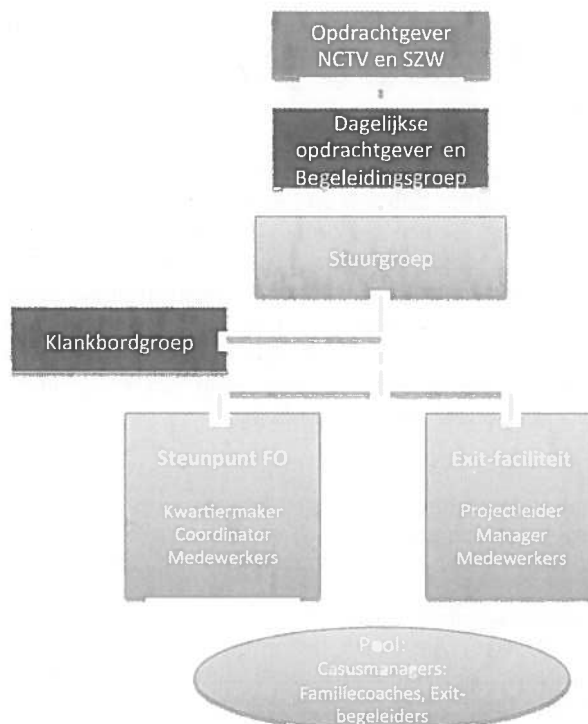 Opdrachtgever
NCTV en SZW
Dagelijkse
opdrachtgever en
Begeleidingsgroep
Stuurgroep
Klankbordgroep
Steunpunt FO
Kwartiermaker
Coordinator
Medewerkers
Exit-faciliteit
Projectleider
Manager
Medewerkers
Pool:
Casusmanagers:
Familiecoaches, Exit-
begeleiders